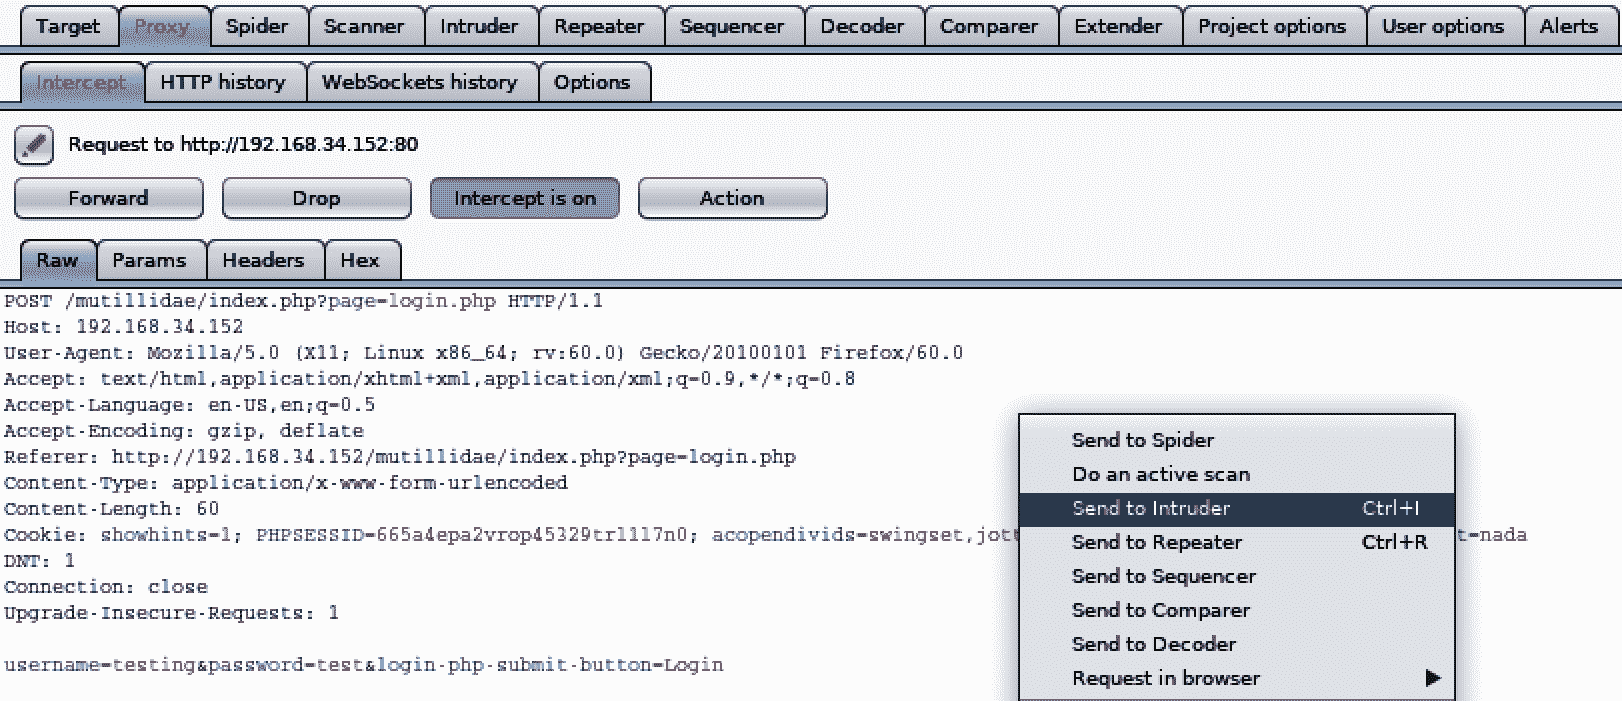 Target Proxy Spider Scanner Intruder Repeater Sequencer Decoder Comparer Extender Project options User options Alerts
Intercept HTTP history WebSockets history Options
Request to http://192.168.34.152:80
Forward Drop Intercept is on Action
Raw Params Headers Hex
POST /mutillidae/index.php?page=login.php HTTP/1.1
Host: 192.168.34.152
User-Agent: Mozilla/5.0 (X11; Linux x86_64; rv:60.0) Gecko/20100101 Firefox/60.0
Accept: text/html,application/xhtml+xml,application/xml;q=0.9,*/*;q=0.8
Accept-Language: en-US,en;q=0.5
Accept-Encoding: gzip, deflate
Referer: http://192.168.34.152/mutillidae/index.php?page=login.php
Content-Type: application/x-www-form-urlencoded
Content-Length: 60
Cookie: showhints=1; PHPSESSID=665a4epa2vrop45329trl1l7n0; acopendivids=swingset,jott t=nada
DNT: 1
Connection: close
Upgrade-Insecure-Requests: 1
username=testing&password=test&login-php-submit-button=Login
Send to Spider
Do an active scan
Send to Intruder Ctrl+I
Send to Repeater Ctrl+R
Send to Sequencer
Send to Comparer
Send to Decoder
Request in browser